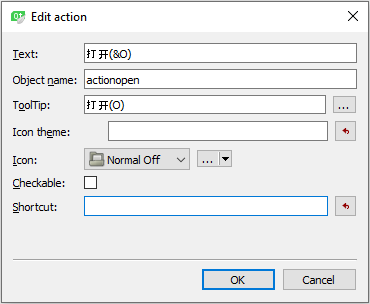 Edit action
Text:
打开(&O)
Object name:
actionopen
ToolTip:
打开(O)
...
Icon theme:
Icon:
Normal Off
...
Checkable:
Shortcut:
OK
Cancel